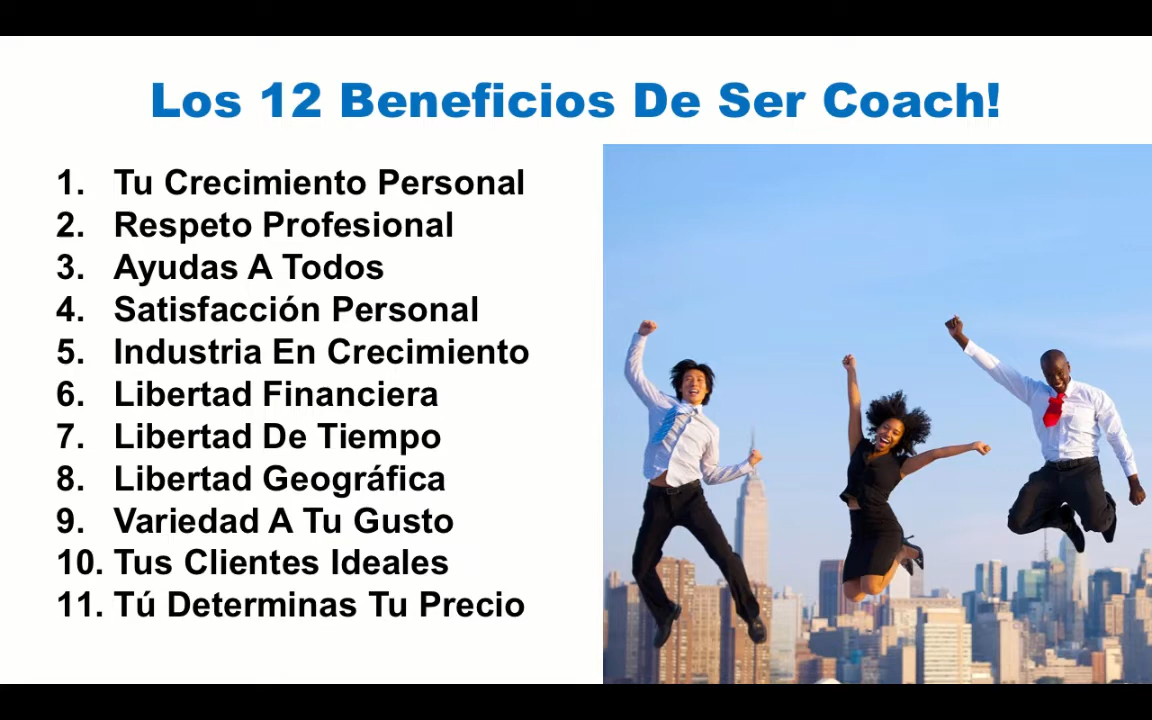 Los 12 Beneficios De Ser Coach!
1. Tu Crecimiento Personal
2. Respeto Profesional
3. Ayudas A Todos
4. Satisfacción Personal
5. Industria En Crecimiento
6. Libertad Financiera
7. Libertad De Tiempo
8. Libertad Geográfica
9. Variedad A Tu Gusto
10. Tus Clientes Ideales
11. Tú Determinas Tu Precio